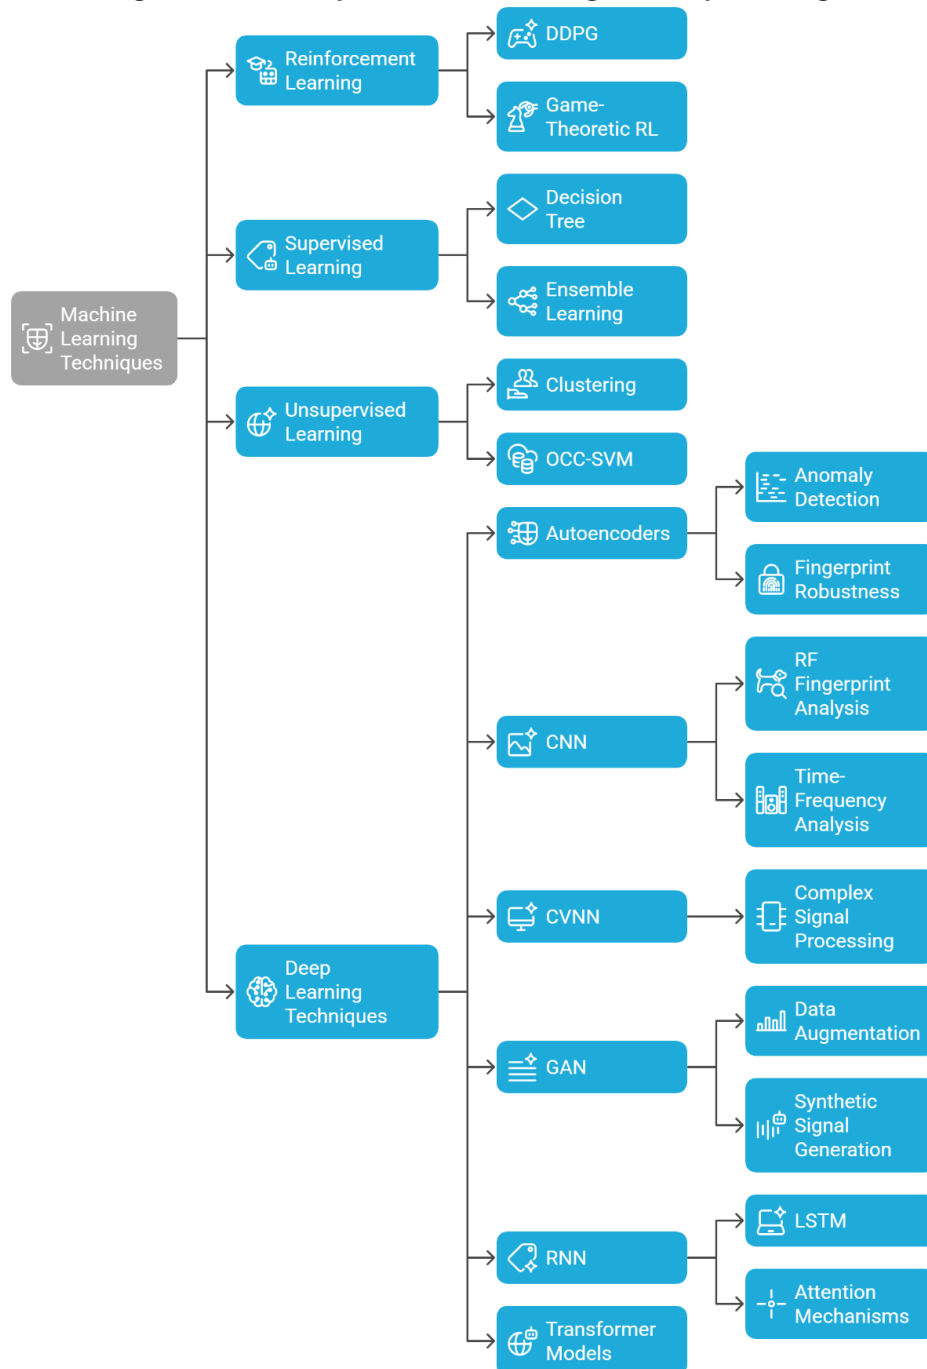 DDPG
Reinforcement
Learning
Game-
Theoretic RL
Decision
Tree
Supervised
Learning
Ensemble
Learning
Machine
Learning
Techniques
Clustering
Unsupervised
Learning
OCC-SVM
Anomaly
Detection
Autoencoders
Fingerprint
Robustness
RF
Fingerprint
Analysis
CNN
Time-
Frequency
Analysis
Complex
Signal
Processing
CVNN
Deep
Learning
Techniques
Data
Augmentation
GAN
Synthetic
Signal
Generation
LSTM
RNN
Attention
Mechanisms
Transformer
Models